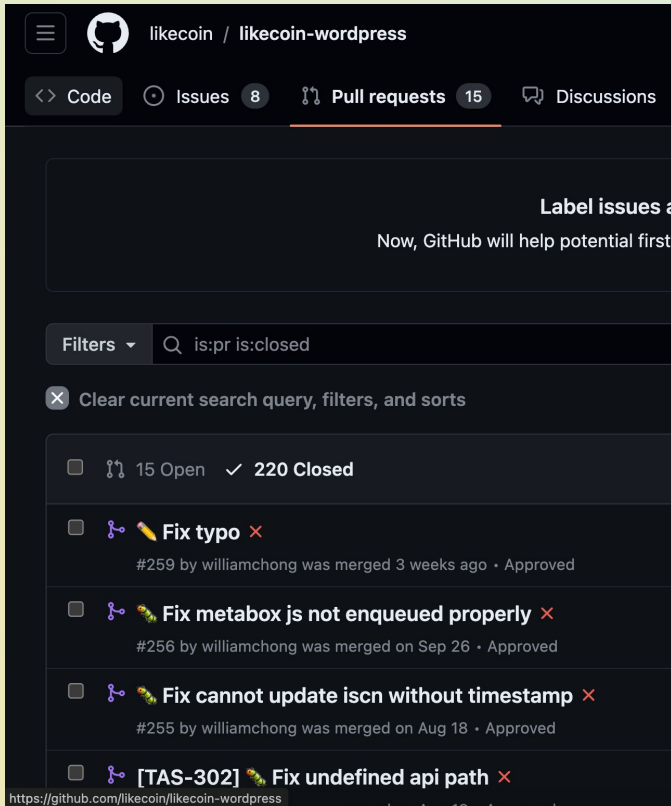 likecoin / likecoin-wordpress
Code Issues 8 Pull requests 15 Discussions
Label issues a
Now, GitHub will help potential first
Filters is:pr is:closed
Clear current search query, filters, and sorts
15 Open 220 Closed
Fix typo
#259 by williamchong was merged 3 weeks ago • Approved
Fix metabox js not enqueued properly
#256 by williamchong was merged on Sep 26 • Approved
Fix cannot update iscn without timestamp
#255 by williamchong was merged on Aug 18 • Approved
[TAS-302] Fix undefined api path
https://github.com/likecoin/likecoin-wordpress